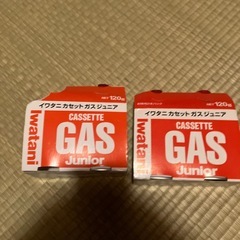 NET 120g
イワタニ カセット ガス ジュニア
Iwatani
CASSETTE
GAS
Junior
NET 120g
イワタニ カセット ガス ジュニア
Iwatani
CASSETTE
GAS
Junior